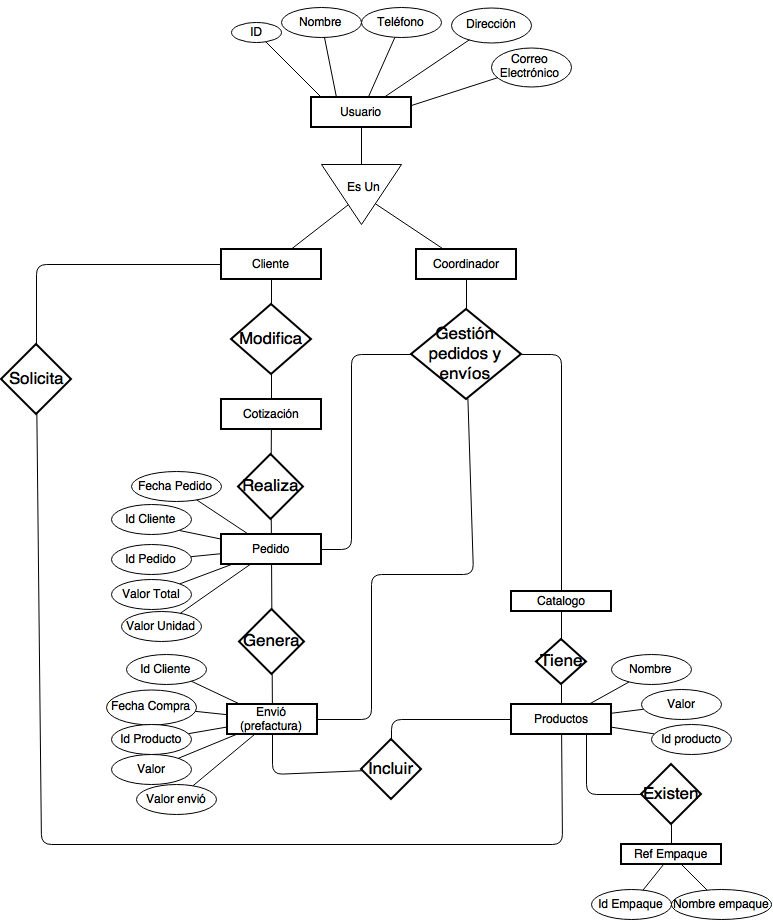 ID
Nombre
Teléfono
Dirección
Correo
Electrónico
Usuario
Es Un
Cliente
Coordinador
Modifica
Gestión
pedidos y
envíos
Solicita
Cotización
Realiza
Fecha Pedido
Id Cliente
Id Pedido
Valor Total
Valor Unidad
Pedido
Catalogo
Genera
Tiene
Id Cliente
Fecha Compra
Id Producto
Valor
Valor envió
Envió
(prefactura)
Productos
Nombre
Valor
Id producto
Incluir
Existen
Ref Empaque
Id Empaque
Nombre empaque